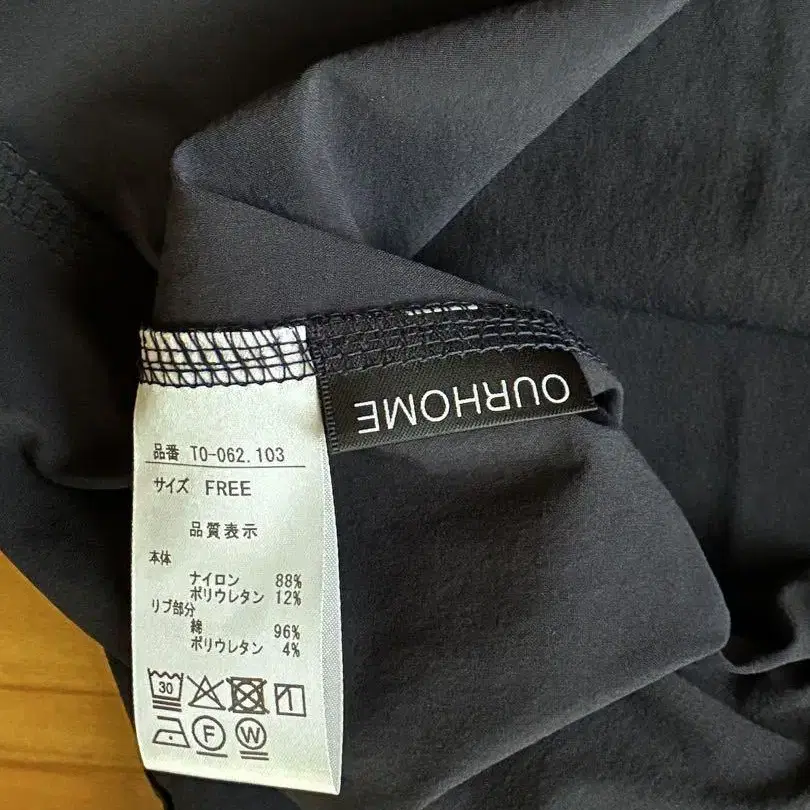 OURHOME
品番 TO-062.103
サイズ FREE
品質表示
本体
ナイロン 88%
ポリウレタン 12%
リブ部分
綿 96%
ポリウレタン 4%
30
F W